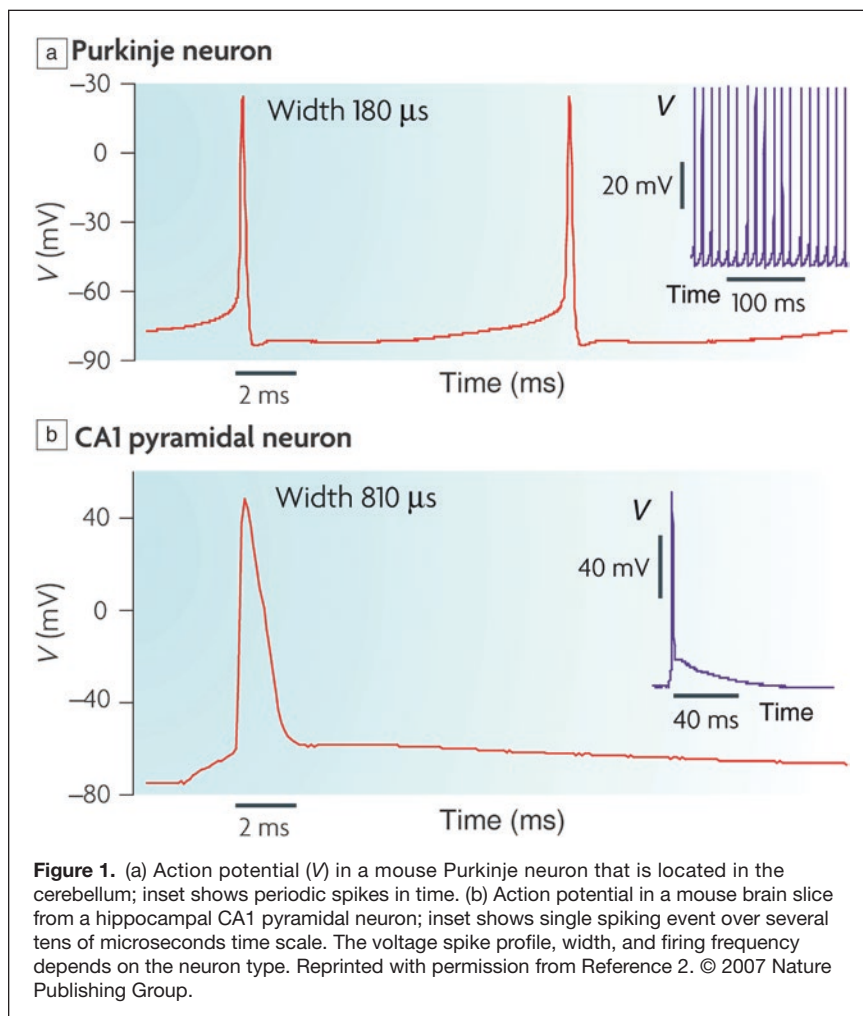 a Purkinje neuron
−30
0
−30
−60
−90
V (mV)
Width 180 µs
V
20 mV
Time
100 ms
2 ms
Time (ms)
b CA1 pyramidal neuron
40
0
−40
−80
V (mV)
Width 810 µs
V
40 mV
40 ms
Time
2 ms
Time (ms)
Figure 1. (a) Action potential (V) in a mouse Purkinje neuron that is located in the
cerebellum; inset shows periodic spikes in time. (b) Action potential in a mouse brain slice
from a hippocampal CA1 pyramidal neuron; inset shows single spiking event over several
tens of microseconds time scale. The voltage spike profile, width, and firing frequency
depends on the neuron type. Reprinted with permission from Reference 2. © 2007 Nature
Publishing Group.